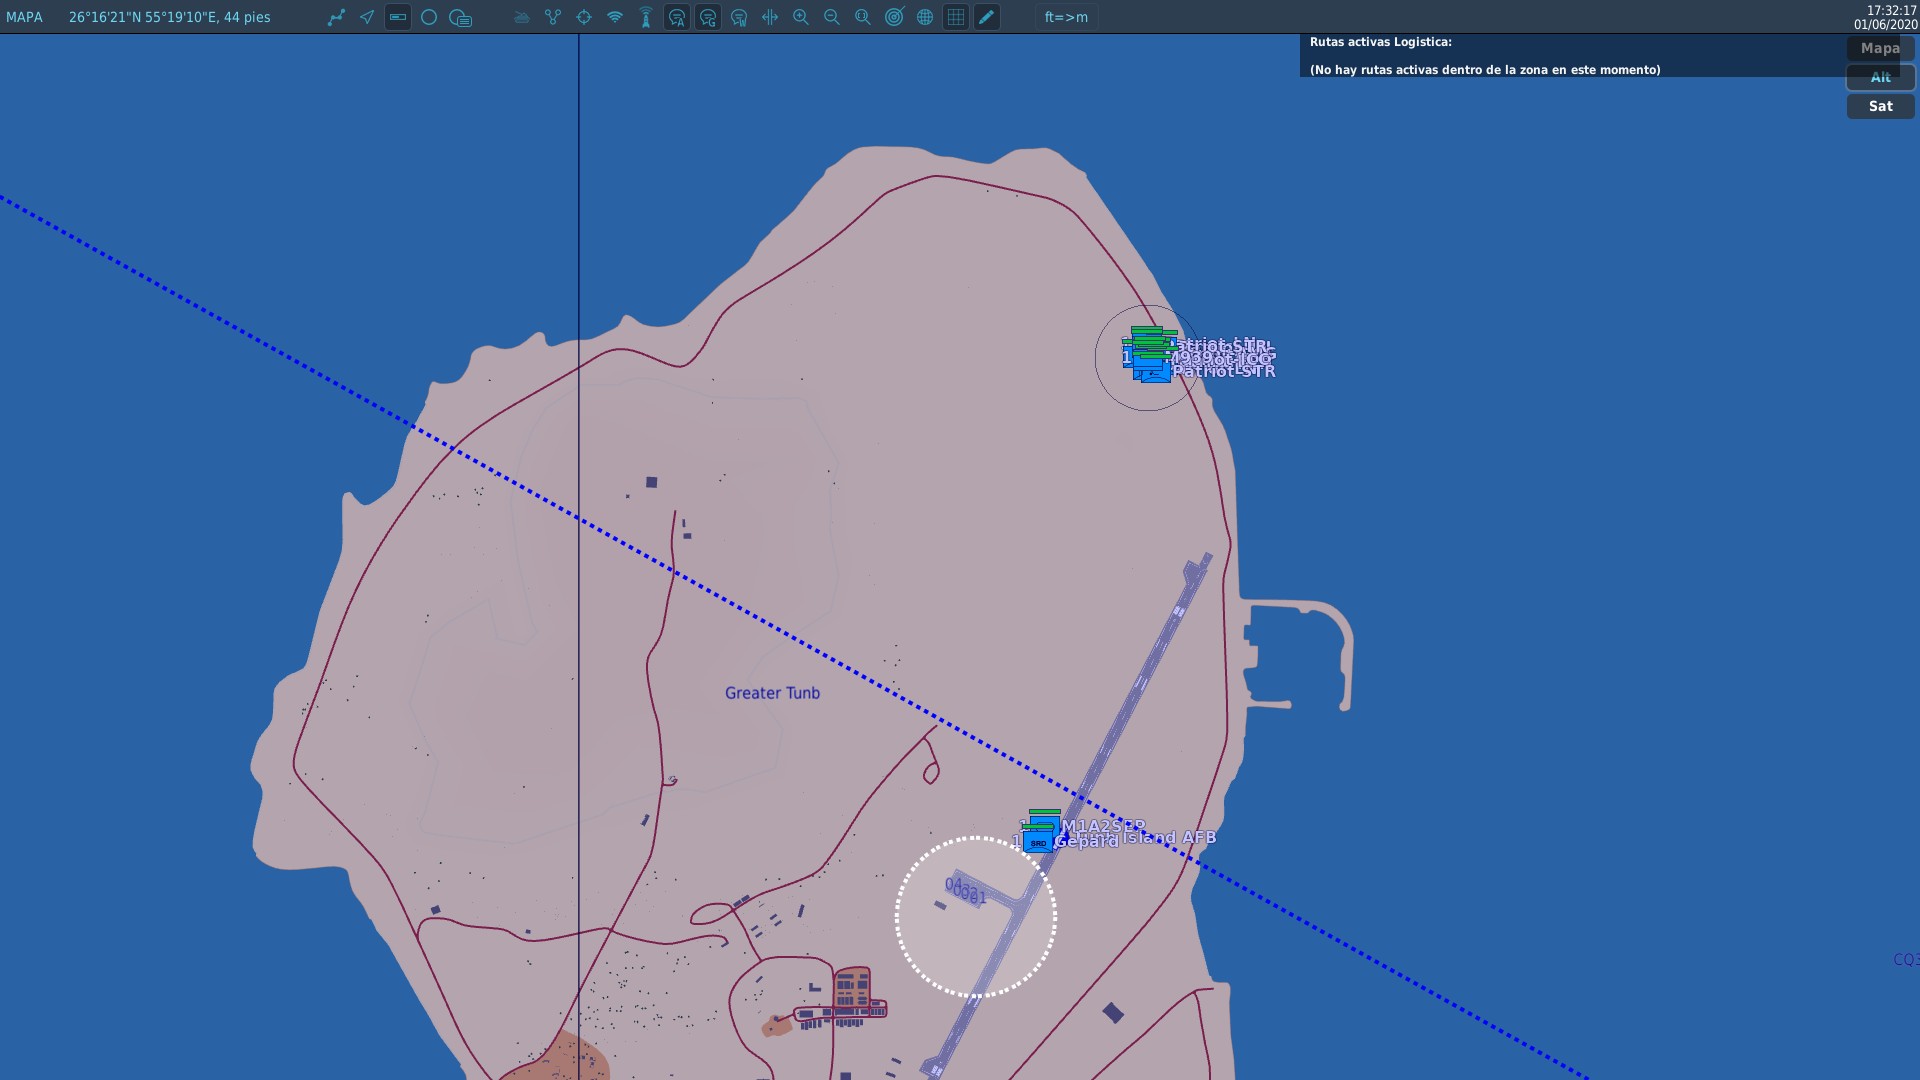 MAPA 26°16'21"N 55°19'10"E, 44 pies
ft=>m
17:32:17
01/06/2020
Rutas activas Logistica:
(No hay rutas activas dentro de la zona en este momento)
Mapa
Alt
Sat
Patriot STR
Patriot STR
Greater Tunb
M1A2SEP
Island AFB
Gepard
SRD
CQ3